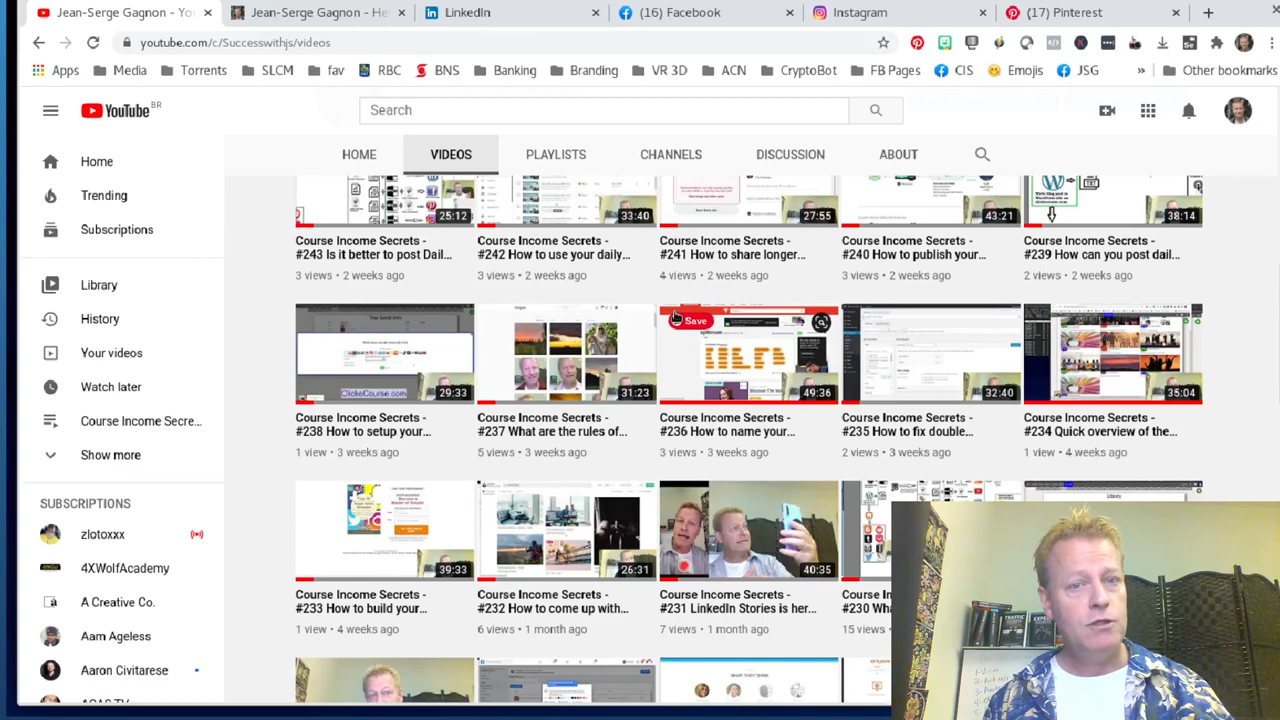 Jean-Serge Gagnon - You
Jean-Serge Gagnon - He
LinkedIn
(16) Facebook
Instagram
(17) Pinterest
youtube.com/c/Successwithjs/videos
Apps Media Torrents SLCM fav RBC BNS Banking Branding VR 3D ACN CryptoBot FB Pages CIS Emojis JSG » Other bookmarks
YouTube BR
Search
HOME VIDEOS PLAYLISTS CHANNELS DISCUSSION ABOUT
Home
Trending
Subscriptions
Library
History
Your videos
Watch later
Course Income Secre...
Show more
SUBSCRIPTIONS
zlotoxxx
4XWolfAcademy
A Creative Co.
Aam Ageless
Aaron Civitarese
25:12
33:40
27:55
43:21
38:14
Course Income Secrets -
#243 Is it better to post Dail...
3 views • 2 weeks ago
Course Income Secrets -
#242 How to use your daily...
3 views • 2 weeks ago
Course Income Secrets -
#241 How to share longer...
4 views • 2 weeks ago
Course Income Secrets -
#240 How to publish your...
3 views • 2 weeks ago
Course Income Secrets -
#239 How can you post dail...
2 views • 2 weeks ago
ClickeCourse.com
29:33
31:23
Save
49:36
32:40
35:04
Course Income Secrets -
#238 How to setup your...
1 view • 3 weeks ago
Course Income Secrets -
#237 What are the rules of...
5 views • 3 weeks ago
Course Income Secrets -
#236 How to name your...
3 views • 3 weeks ago
Course Income Secrets -
#235 How to fix double...
2 views • 3 weeks ago
Course Income Secrets -
#234 Quick overview of the...
1 view • 4 weeks ago
39:33
26:31
40:35
Library
Course Income Secrets -
#233 How to build your...
1 view • 4 weeks ago
Course Income Secrets -
#232 How to come up with...
6 views • 1 month ago
Course Income Secrets -
#231 LinkedIn Stories is her...
7 views • 1 month ago
Course Inc
#230 Wha
15 views
WHAT THEY THINK
TRAFFIC